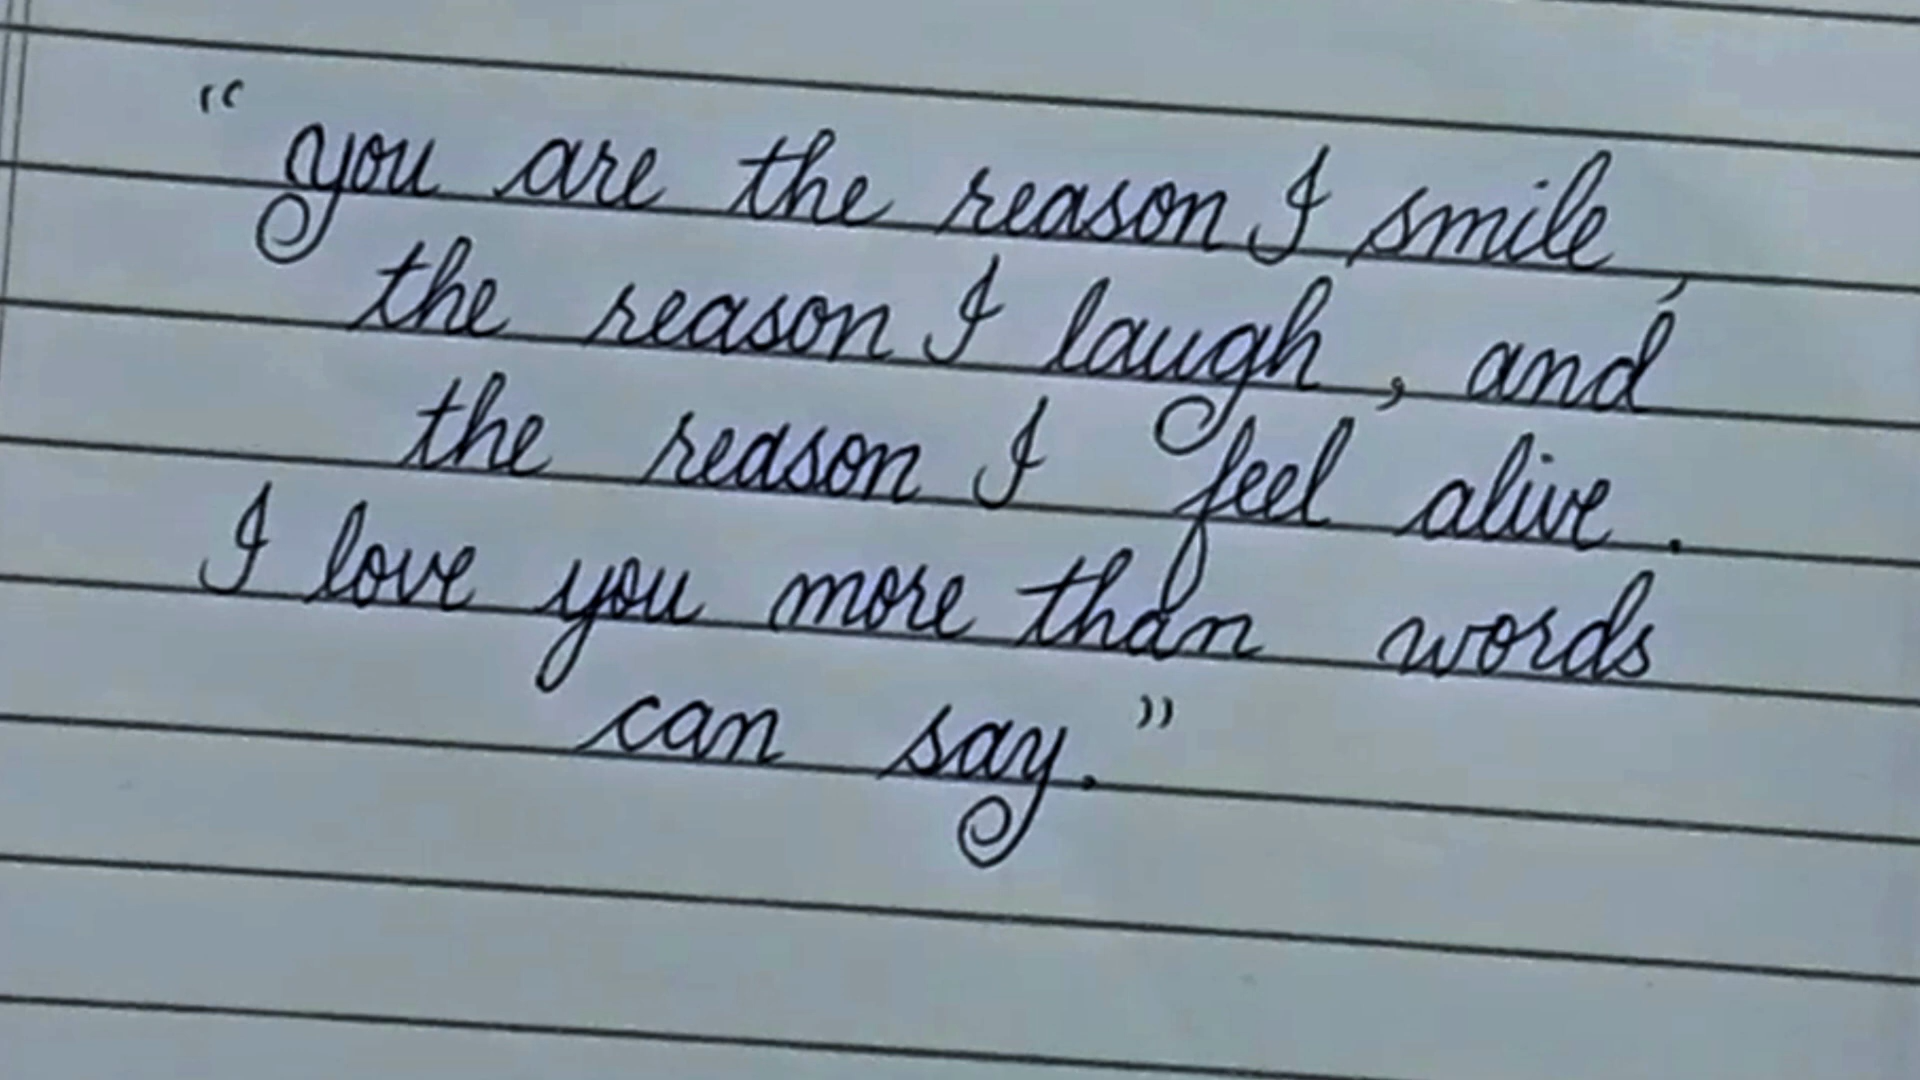 “you are the reason I smile,
the reason I laugh, and
the reason I feel alive.
I love you more than words
can say.”